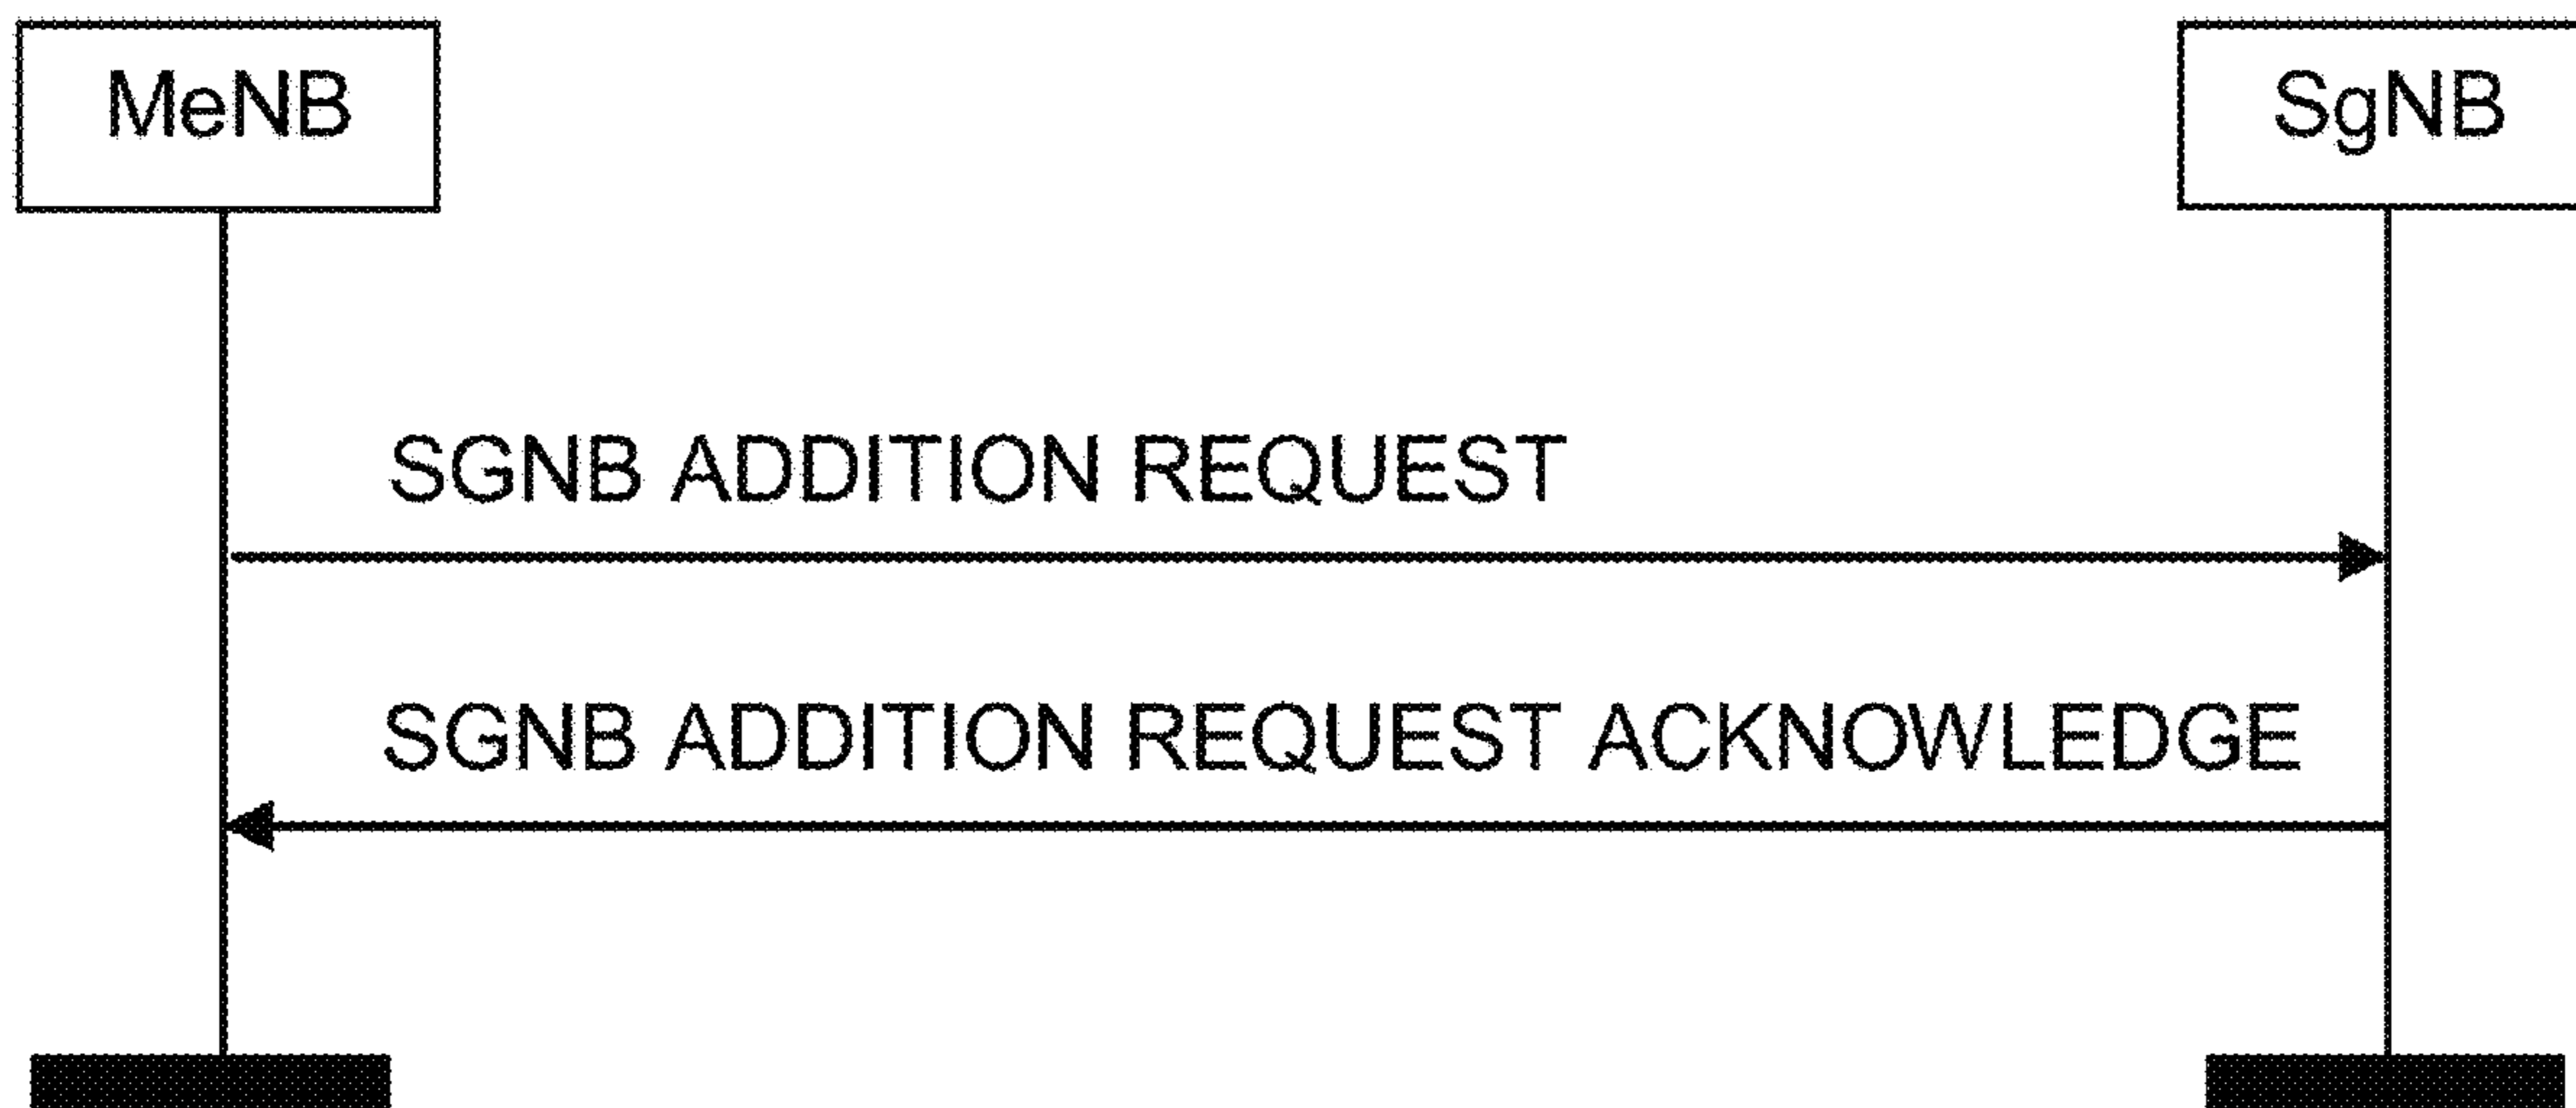 MeNB
SgNB
SGNB ADDITION REQUEST
SGNB ADDITION REQUEST ACKNOWLEDGE